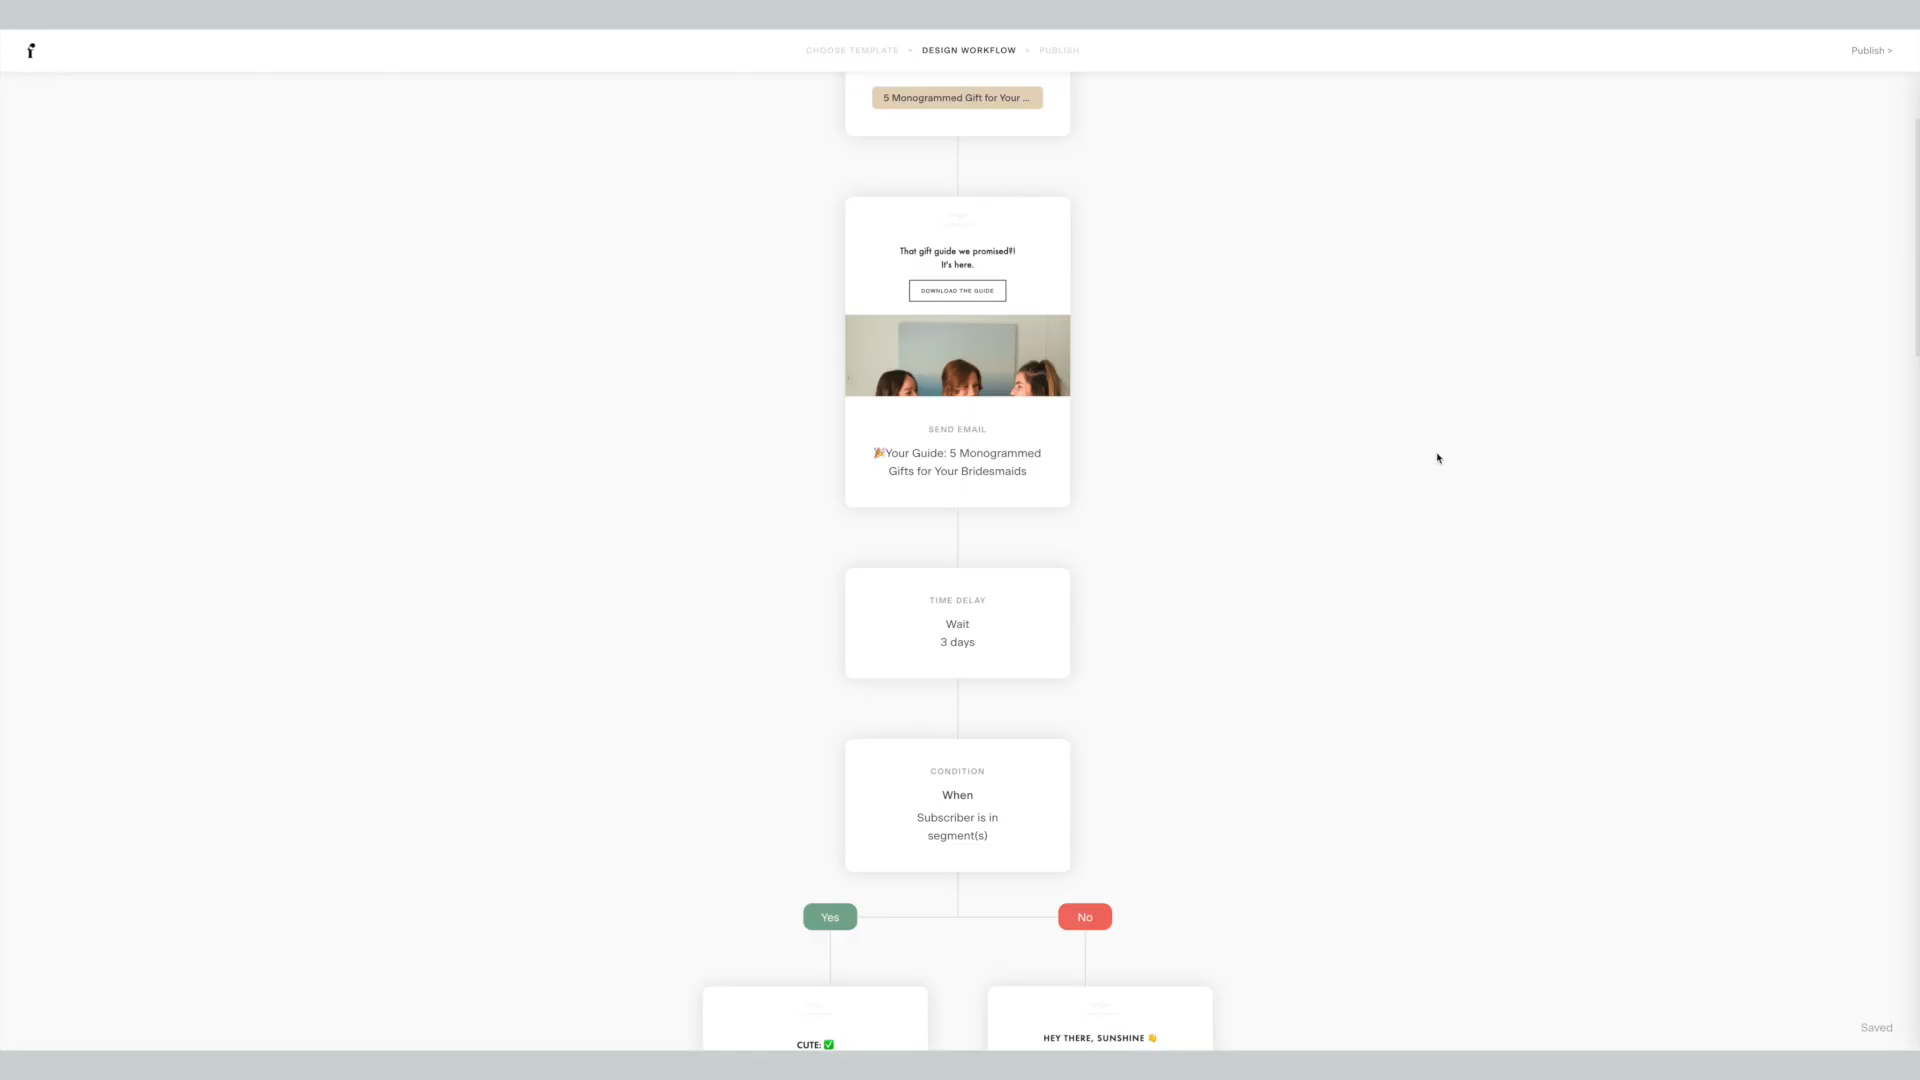 CHOOSE TEMPLATE
DESIGN WORKFLOW
PUBLISH
Publish >
5 Monogrammed Gift for Your ...
That gift guide we promised?!
It's here.
DOWNLOAD THE GUIDE
SEND EMAIL
🎉Your Guide: 5 Monogrammed
Gifts for Your Bridesmaids
TIME DELAY
Wait
3 days
CONDITION
When
Subscriber is in
segment(s)
Yes
No
CUTE: ✅
HEY THERE, SUNSHINE 👋
Saved